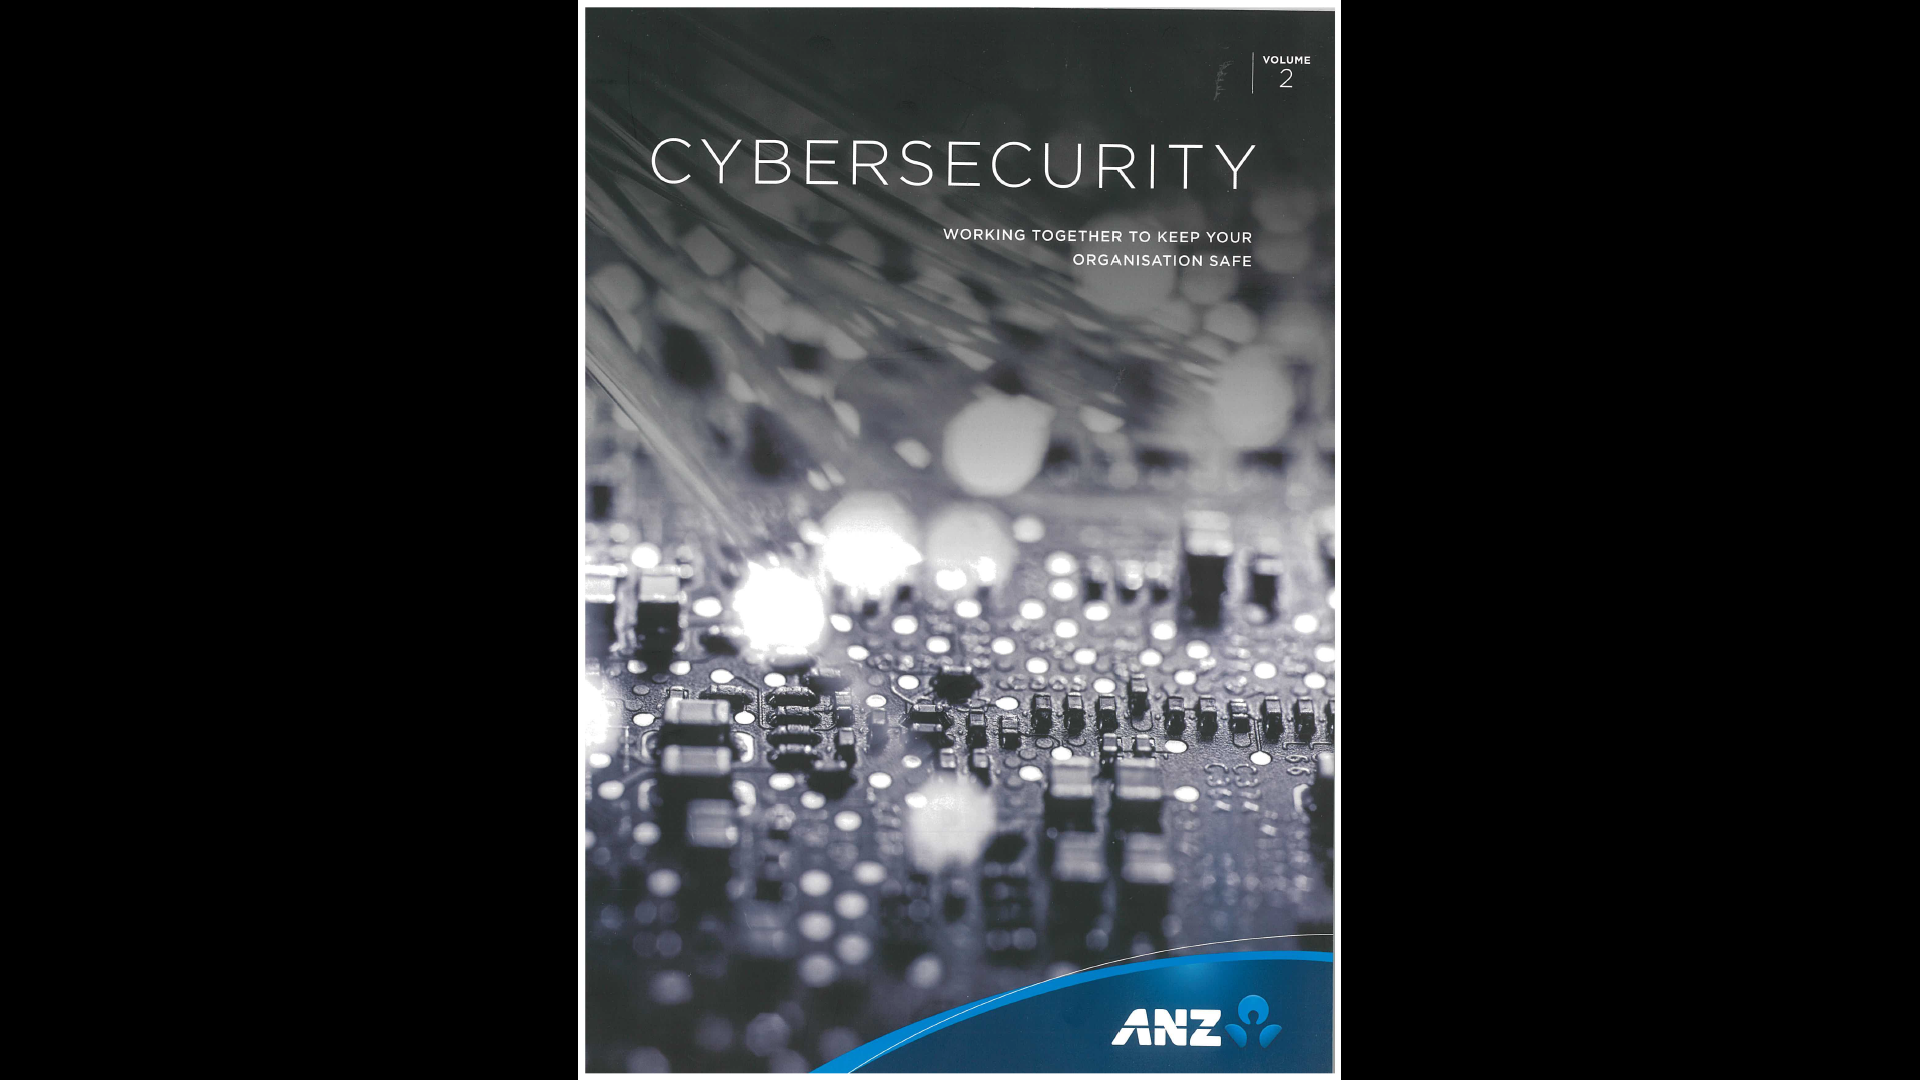 VOLUME
2
CYBERSECURITY
WORKING TOGETHER TO KEEP YOUR
ORGANISATION SAFE
ANZ